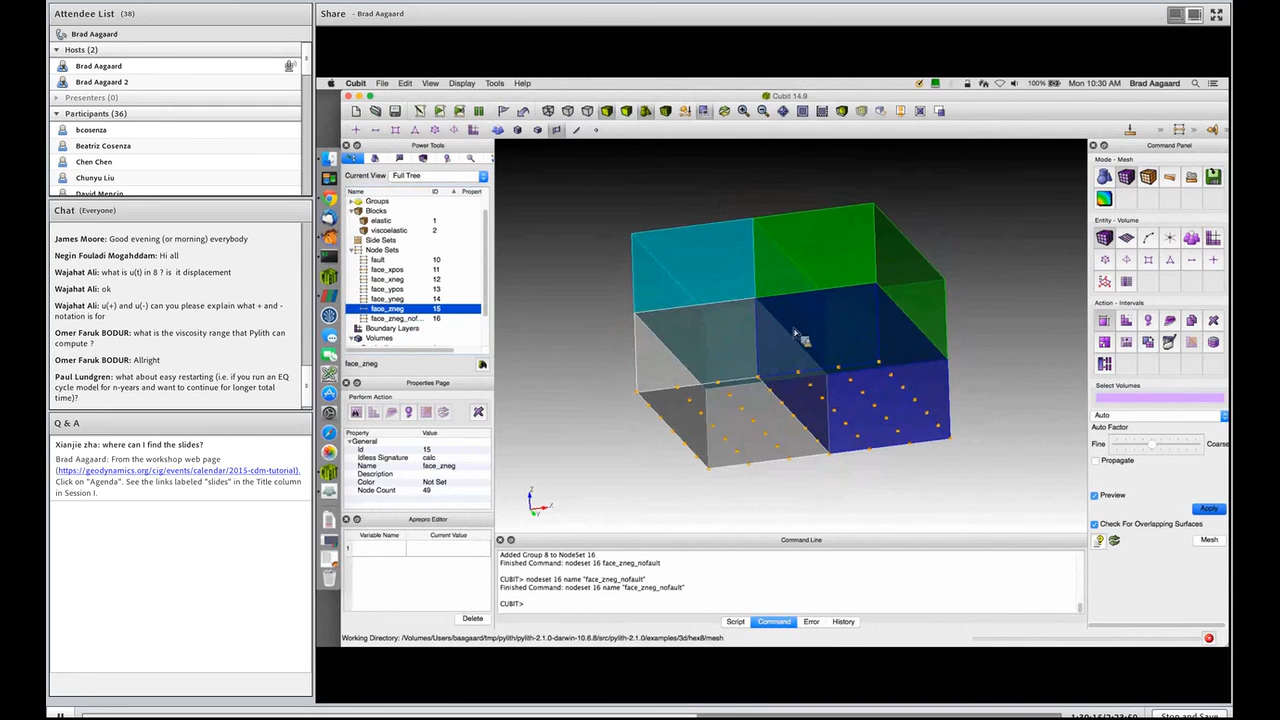 Attendee List (38)
Brad Aagaard
Hosts (2)
Brad Aagaard
Brad Aagaard 2
Presenters (0)
Participants (36)
bcosenza
Beatriz Cosenza
Chen Chen
Chunyu Liu
David Mencin
Chat (Everyone)
James Moore: Good evening (or morning) everybody
Negin Fouladi Mogahddam: Hi all
Wajahat Ali: what is u(t) in 8 ? is it displacement
Wajahat Ali: ok
Wajahat Ali: u(+) and u(-) can you please explain what + and -
notation is for
Omer Faruk BODUR: what is the viscosity range that Pylith can
compute ?
Omer Faruk BODUR: Allright
Paul Lundgren: what about easy restarting (i.e. if you run an EQ
cycle model for n-years and want to continue for longer total
time)?
Q & A
Xianjie zha: where can I find the slides?
Brad Aagaard: From the workshop web page
(https://geodynamics.org/cig/events/calendar/2015-cdm-tutorial).
Click on "Agenda". See the links labeled "slides" in the Title column
in Session I.
Share - Brad Aagaard
Cubit File Edit View Display Tools Help
100% Mon 10:30 AM Brad Aagaard
Cubit 14.9
Power Tools
Current View Full Tree
Name ID Propert
Groups
Blocks
elastic 1
viscoelastic 2
Side Sets
Node Sets
fault 10
face_xpos 11
face_xneg 12
face_ypos 13
face_yneg 14
face_zneg 15
face_zneg_nof... 16
Boundary Layers
Volumes
face_zneg
Properties Page
Perform Action
Property Value
General
Id 15
Idless Signature calc
Name face_zneg
Description
Color Not Set
Node Count 49
Aprepro Editor
Variable Name Current Value
1
Delete
Z
X
Y
Command Line
Added Group 8 to NodeSet 16
Finished Command: nodeset 16 face_zneg_nofault
CUBIT> nodeset 16 name "face_zneg_nofault"
Finished Command: nodeset 16 name "face_zneg_nofault"
CUBIT>
Script Command Error History
Working Directory: /Volumes/Users/baagaard/tmp/pylith/pylith-2.1.0-darwin-10.6.8/src/pylith-2.1.0/examples/3d/hex8/mesh
Command Panel
Mode - Mesh
Entity - Volume
Action - Intervals
Select Volumes
Auto
Auto Factor
Fine Coarse
Propagate
Preview
Apply
Check For Overlapping Surfaces
Mesh
Stop and Save